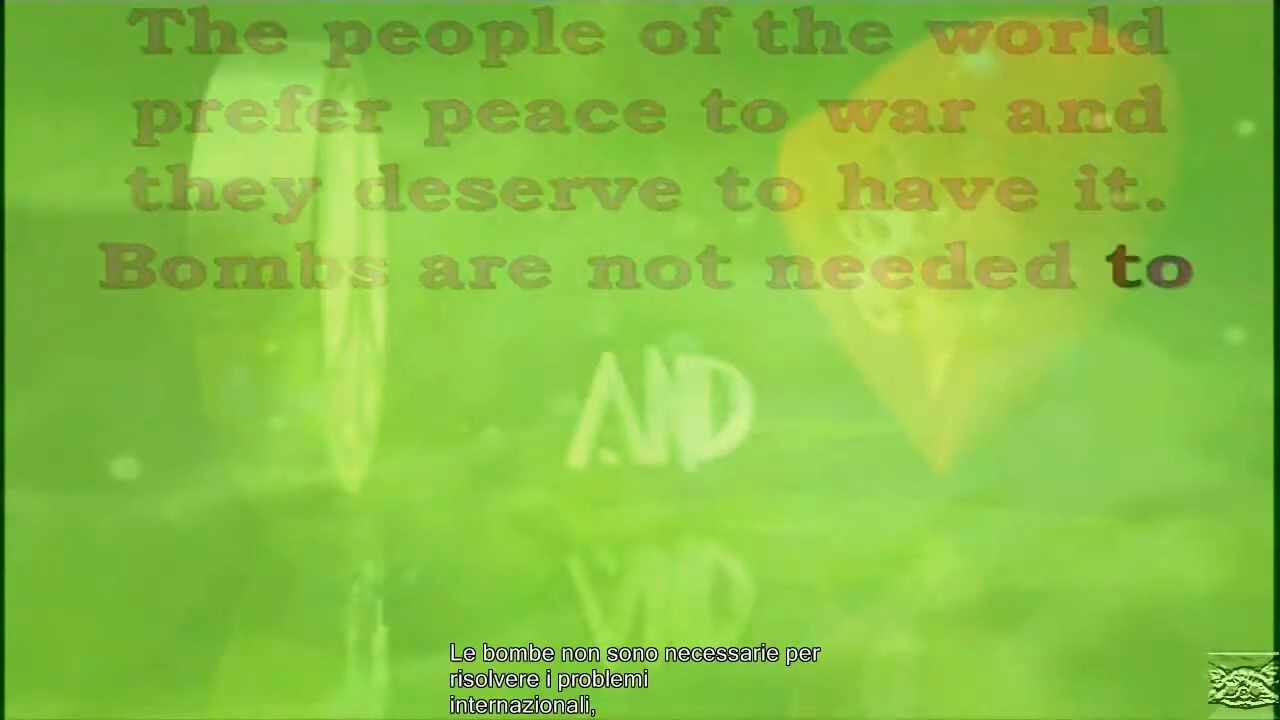 The people of the world
prefer peace to war and
they deserve to have it.
Bombs are not needed to
AND
Le bombe non sono necessarie per
risolvere i problemi
internazionali,